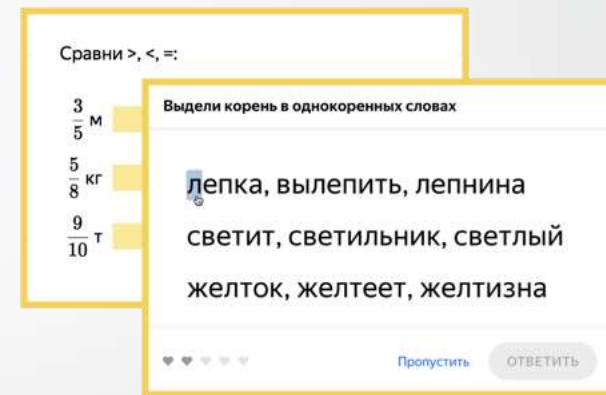 Сравни >, <, =:
3/5 м
5/8 кг
9/10 т
Выдели корень в однокоренных словах
лепка, вылепить, лепнина
светит, светильник, светлый
желток, желтеет, желтизна
Пропустить ОТВЕТИТЬ